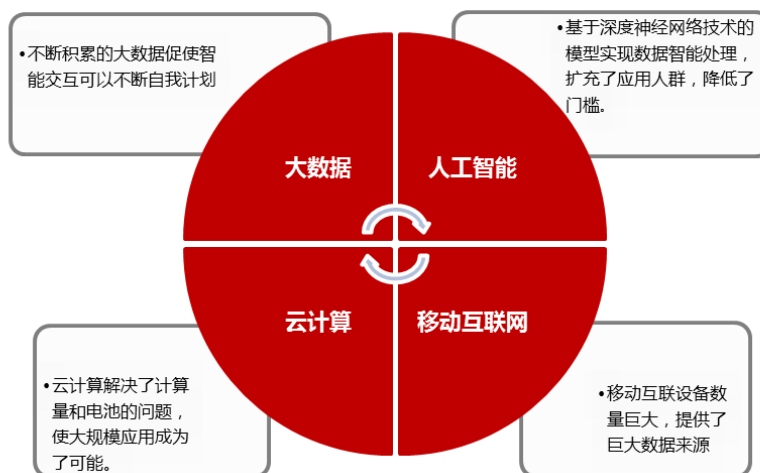 •不断积累的大数据促使智
能交互可以不断自我计划
•基于深度神经网络技术的
模型实现数据智能处理，
扩充了应用人群，降低了
门槛。
大数据
人工智能
云计算
移动互联网
•云计算解决了计算
量和电池的问题，
使大规模应用成为
了可能。
•移动互联设备数
量巨大，提供了
巨大数据来源